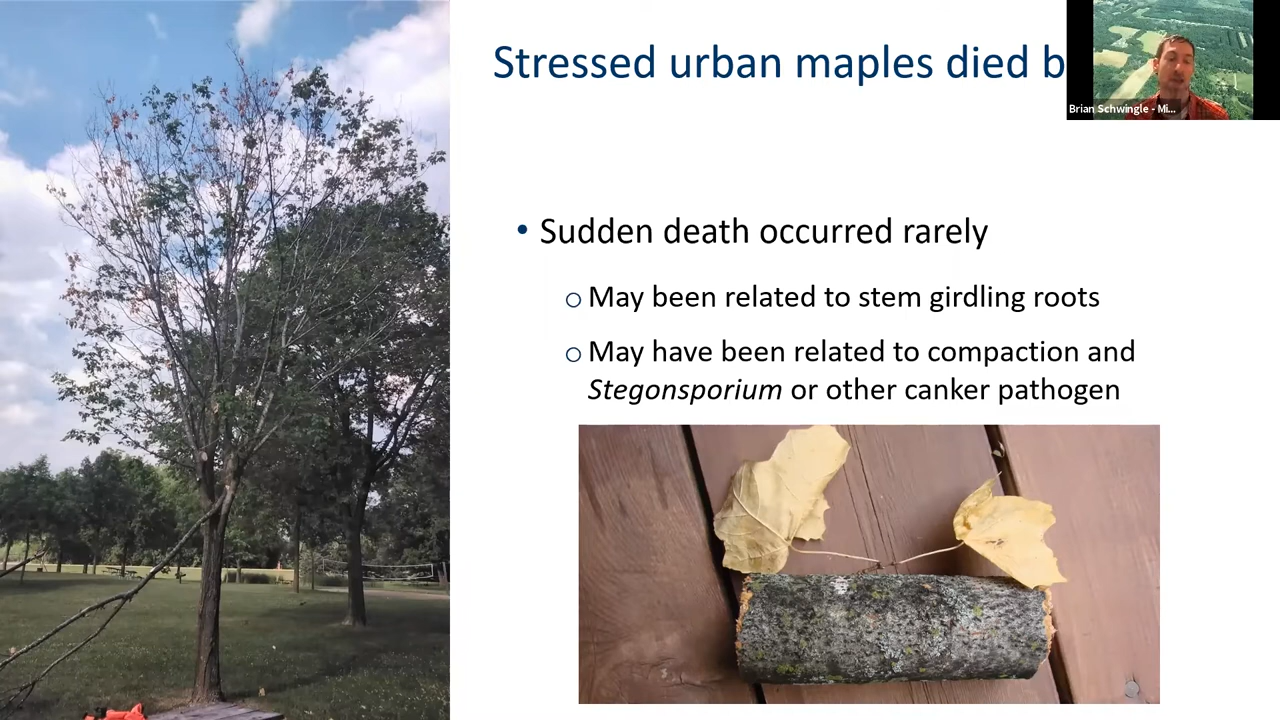 Stressed urban maples died b
Brian Schwingle - Mi...
• Sudden death occurred rarely
o May been related to stem girdling roots
o May have been related to compaction and
Stegonsporium or other canker pathogen